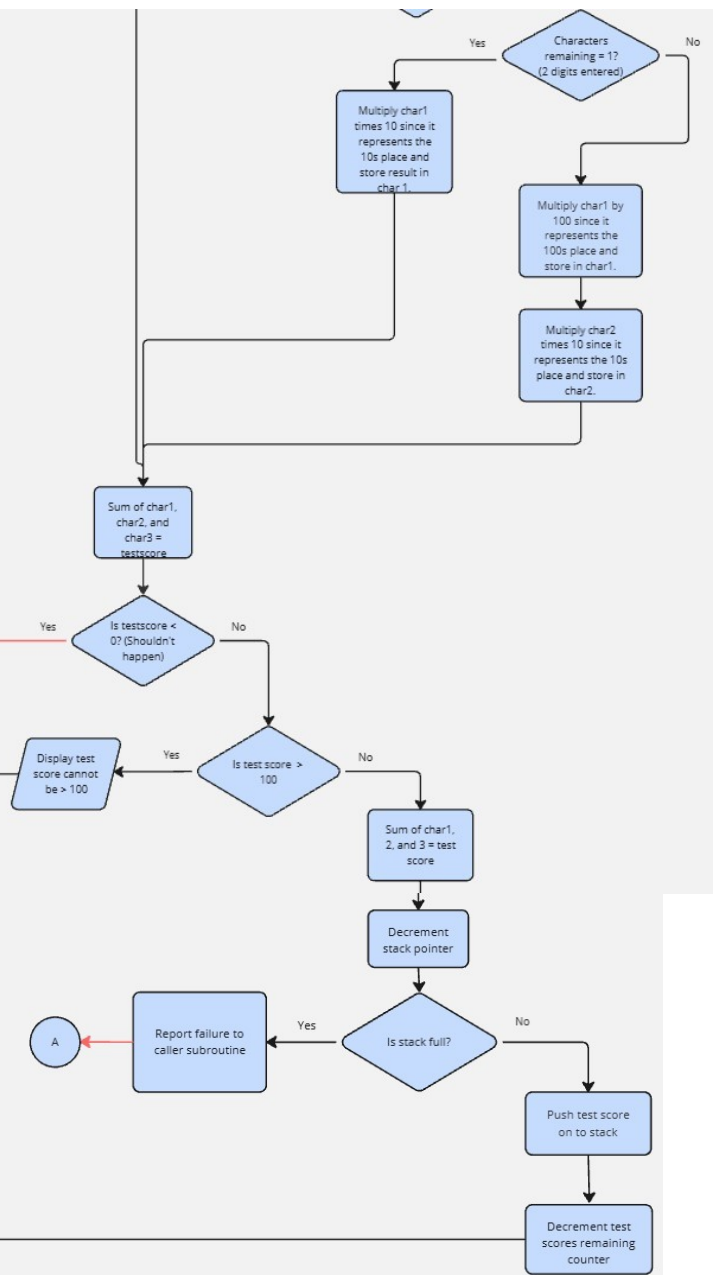 Yes
Characters
remaining = 1?
(2 digits entered)
No
Multiply char1
times 10 since it
represents the
10s place and
store result in
char 1.
Multiply char1 by
100 since it
represents the
100s place and
store in char1.
Multiply char2
times 10 since it
represents the 10s
place and store in
char2.
Sum of char1,
char2, and
char3 =
testscore
Yes
Is testscore <
0? (Shouldn't
happen)
No
Display test
score cannot
be > 100
Yes
Is test score >
100
No
Sum of char1,
2, and 3 = test
score
Decrement
stack pointer
A
Report failure to
caller subroutine
Yes
Is stack full?
No
Push test score
on to stack
Decrement test
scores remaining
counter